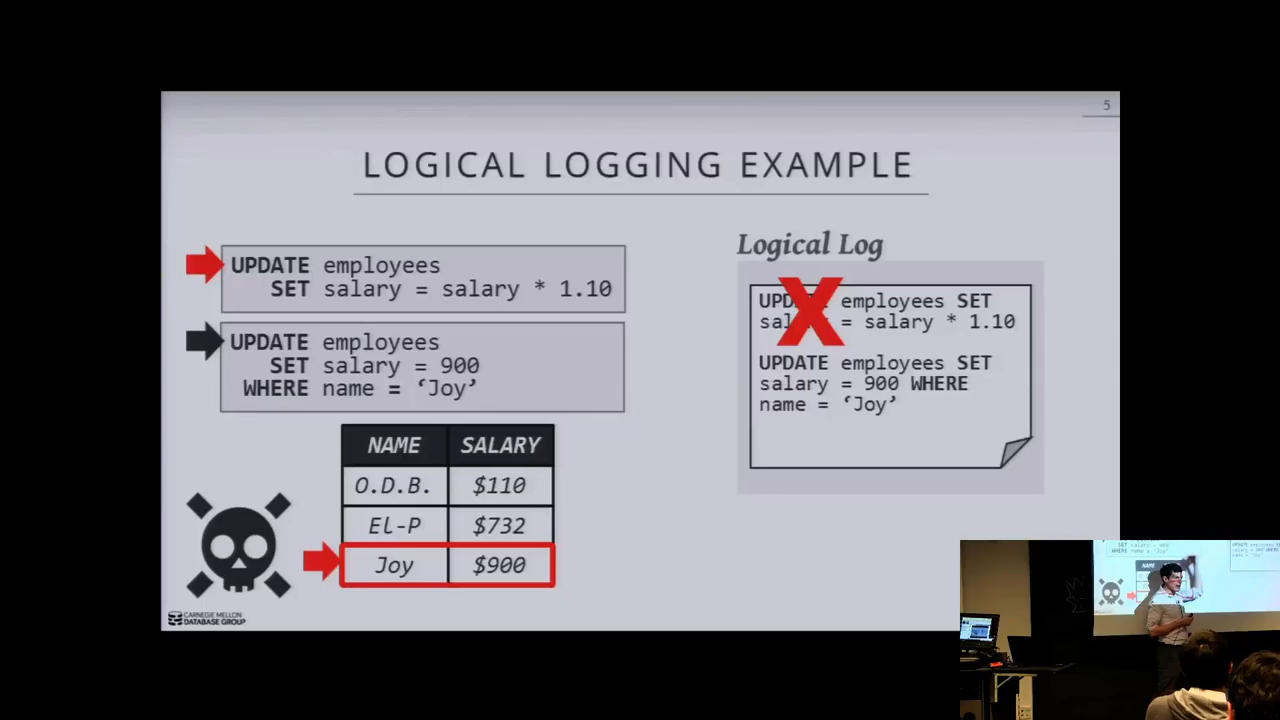 5
LOGICAL LOGGING EXAMPLE
UPDATE employees
SET salary = salary * 1.10
UPDATE employees
SET salary = 900
WHERE name = ‘Joy’
NAME SALARY
O.D.B. $110
El-P $732
Joy $900
Logical Log
UPDATE employees SET
salary = salary * 1.10
UPDATE employees SET
salary = 900 WHERE
name = ‘Joy’
CARNEGIE MELLON
DATABASE GROUP